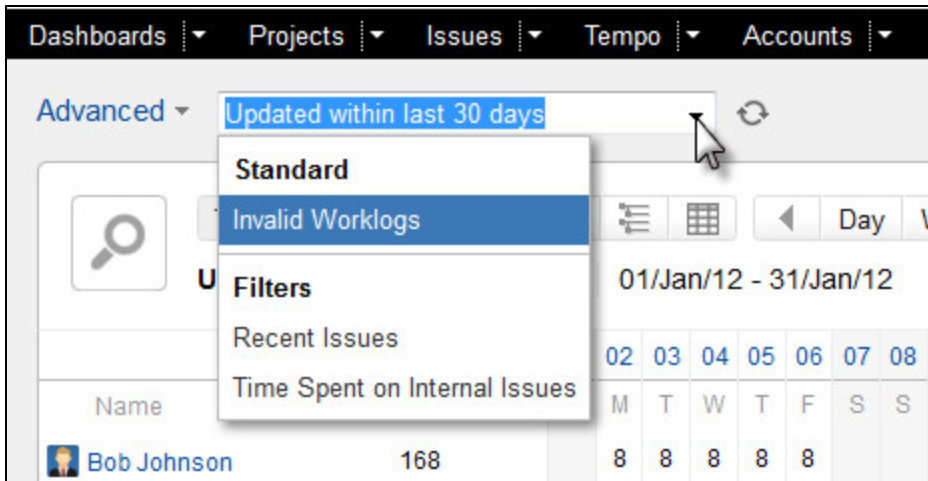 Dashboards Projects Issues Tempo Accounts
Advanced Updated within last 30 days
Standard
Invalid Worklogs
Day
Filters
01/Jan/12 - 31/Jan/12
Recent Issues
02 03 04 05 06 07 08
Time Spent on Internal Issues
Name M T W T F S S
Bob Johnson 168 8 8 8 8 8